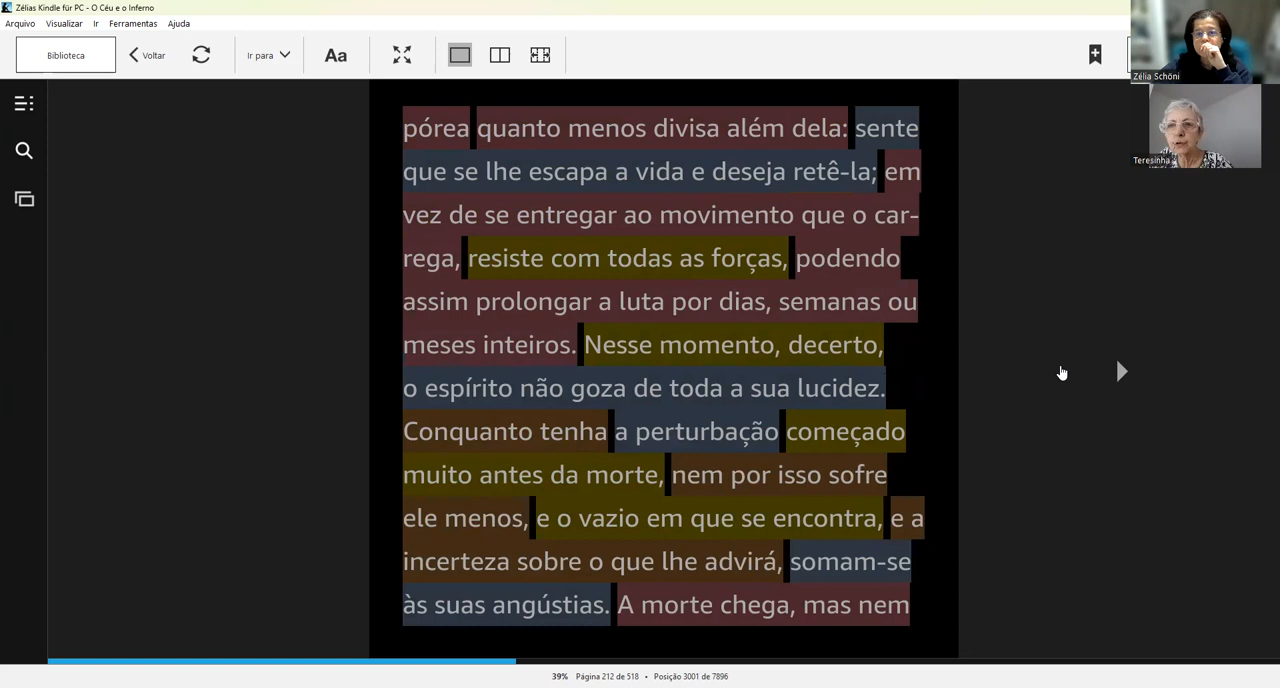 Zélias Kindle für PC - O Céu e o Inferno
Arquivo Visualizar Ir Ferramentas Ajuda
Biblioteca Voltar Ir para Aa
Zélia Schöni
Teresinha
pórea quanto menos divisa além dela: sente
que se lhe escapa a vida e deseja retê-la; em
vez de se entregar ao movimento que o car-
rega, resiste com todas as forças, podendo
assim prolongar a luta por dias, semanas ou
meses inteiros. Nesse momento, decerto,
o espírito não goza de toda a sua lucidez.
Conquanto tenha a perturbação começado
muito antes da morte, nem por isso sofre
ele menos, e o vazio em que se encontra, e a
incerteza sobre o que lhe advirá, somam-se
às suas angústias. A morte chega, mas nem
39% Página 212 de 518 • Posição 3001 de 7896